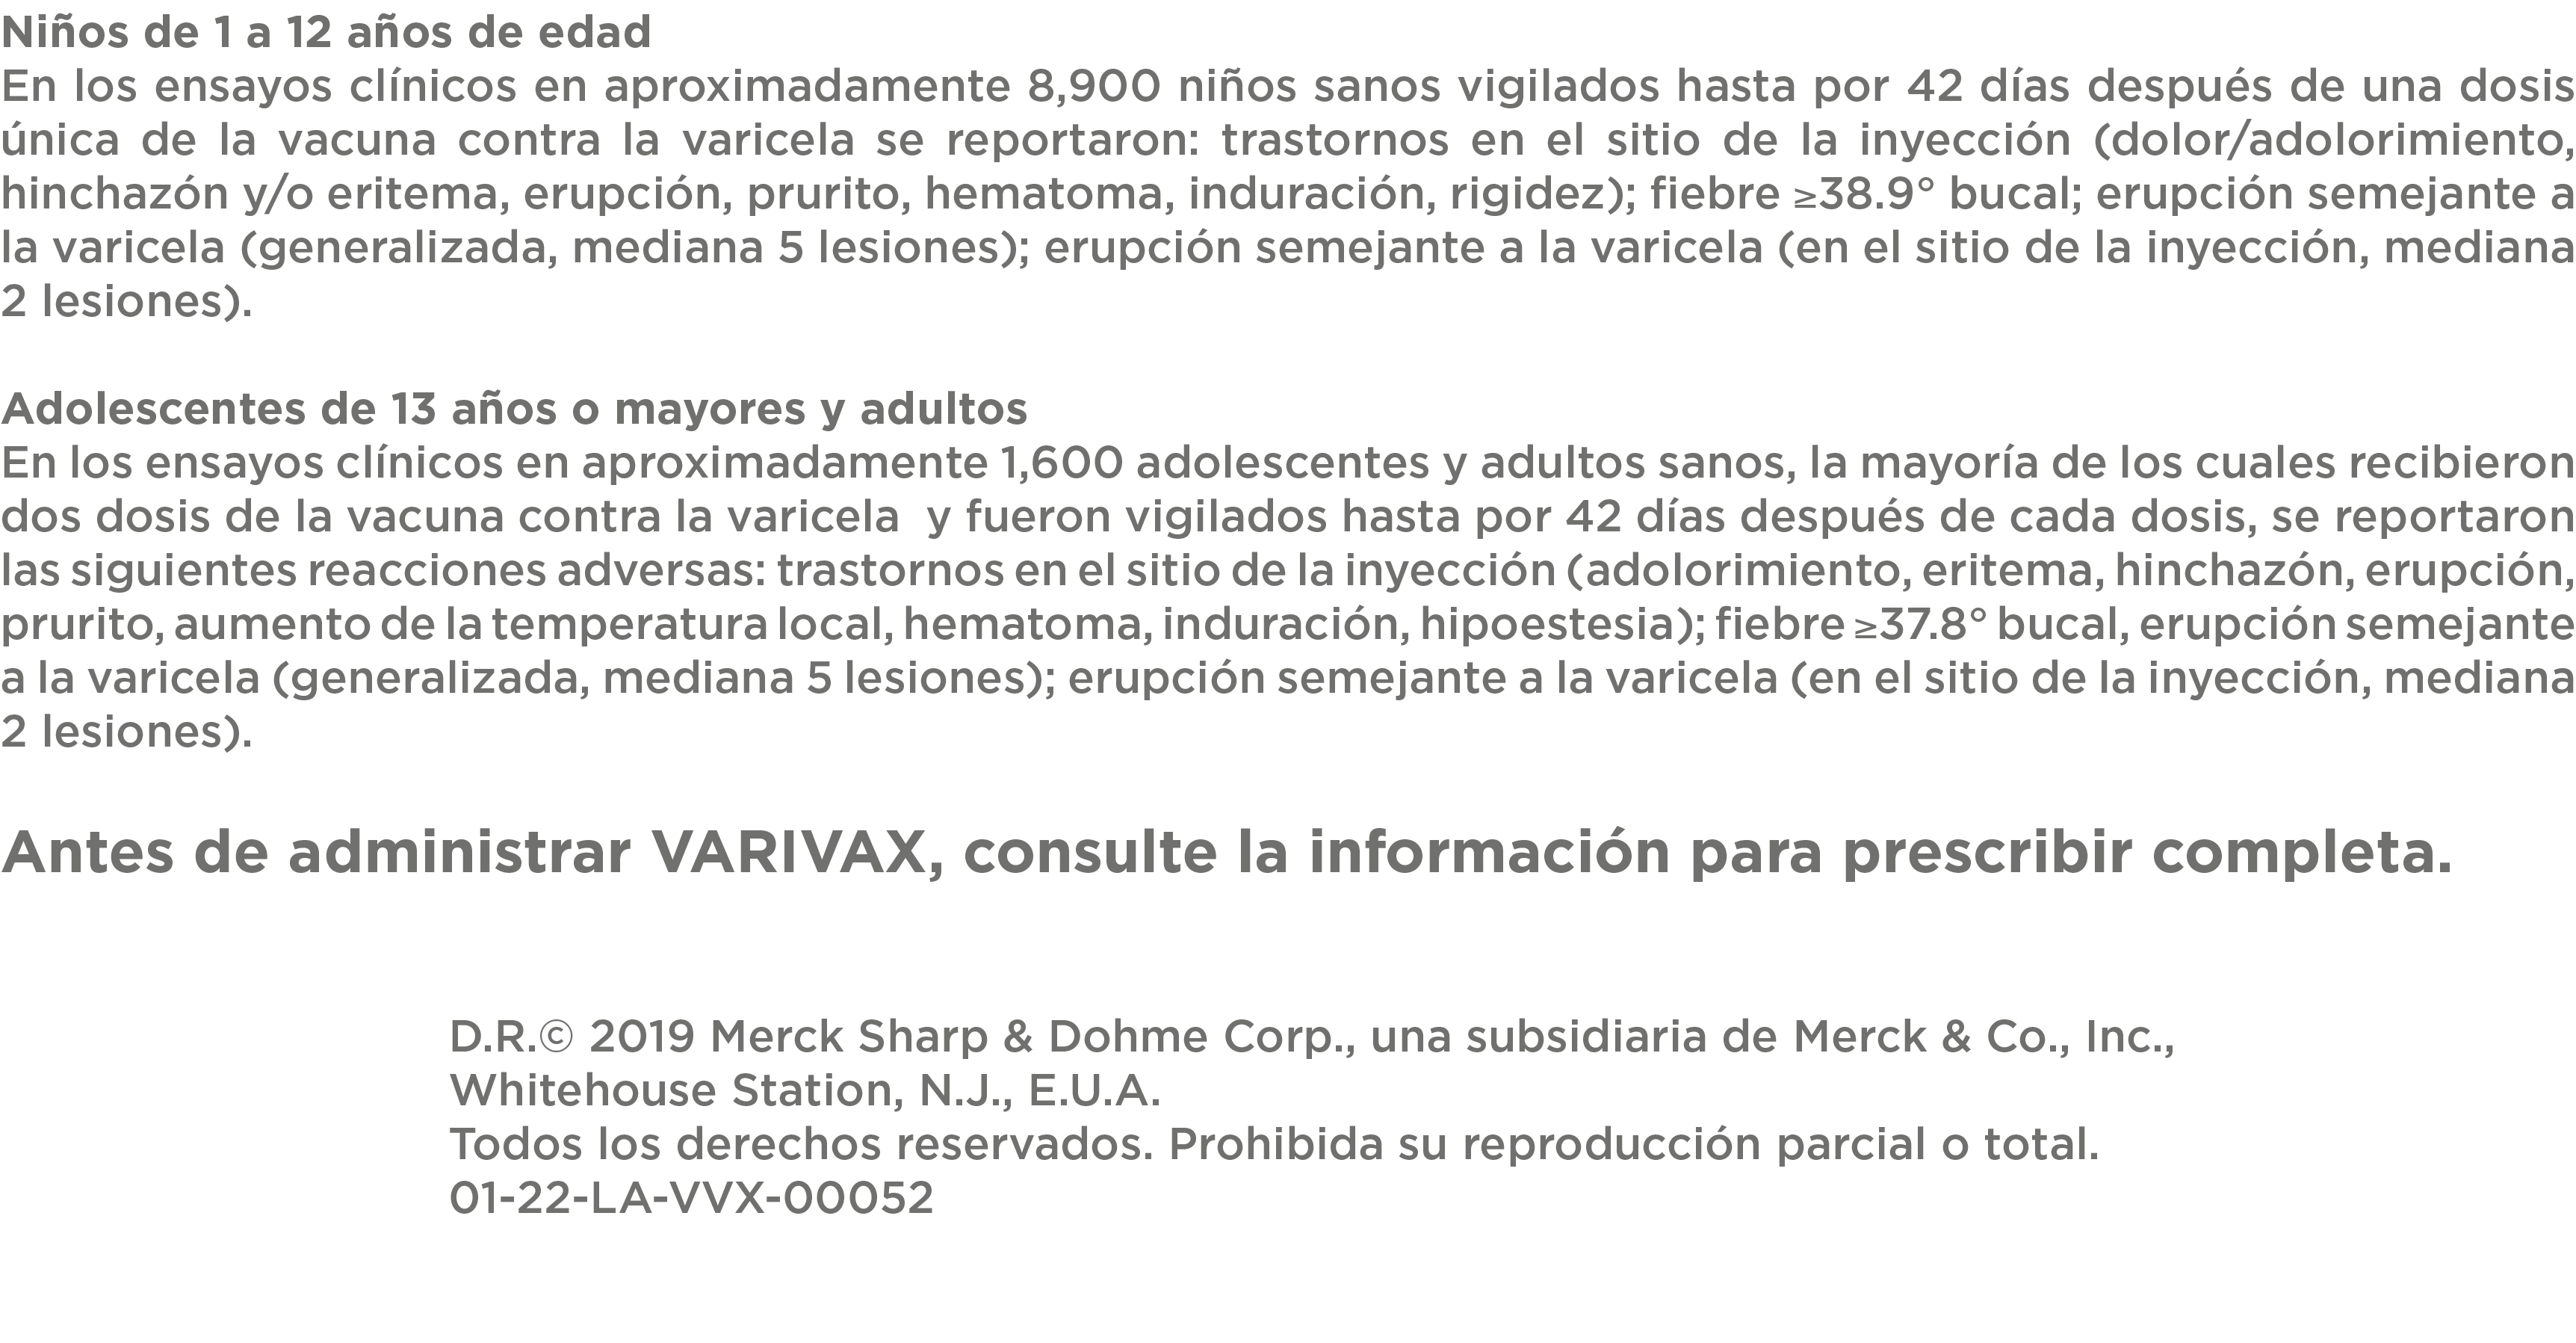 Niños de 1 a 12 años de edad
En los ensayos clínicos en aproximadamente 8,900 niños sanos vigilados hasta por 42 días después de una dosis
única de la vacuna contra la varicela se reportaron: trastornos en el sitio de la inyección (dolor/adolorimiento,
hinchazón y/o eritema, erupción, prurito, hematoma, induración, rigidez); fiebre ≥38.9° bucal; erupción semejante a
la varicela (generalizada, mediana 5 lesiones); erupción semejante a la varicela (en el sitio de la inyección, mediana
2 lesiones).
Adolescentes de 13 años o mayores y adultos
En los ensayos clínicos en aproximadamente 1,600 adolescentes y adultos sanos, la mayoría de los cuales recibieron
dos dosis de la vacuna contra la varicela  y fueron vigilados hasta por 42 días después de cada dosis, se reportaron
las siguientes reacciones adversas: trastornos en el sitio de la inyección (adolorimiento, eritema, hinchazón, erupción,
prurito, aumento de la temperatura local, hematoma, induración, hipoestesia); fiebre ≥37.8° bucal, erupción semejante
a la varicela (generalizada, mediana 5 lesiones); erupción semejante a la varicela (en el sitio de la inyección, mediana
2 lesiones).
Antes de administrar VARIVAX, consulte la información para prescribir completa.
D.R.© 2019 Merck Sharp & Dohme Corp., una subsidiaria de Merck & Co., Inc.,
Whitehouse Station, N.J., E.U.A.
Todos los derechos reservados. Prohibida su reproducción parcial o total.
01-22-LA-VVX-00052